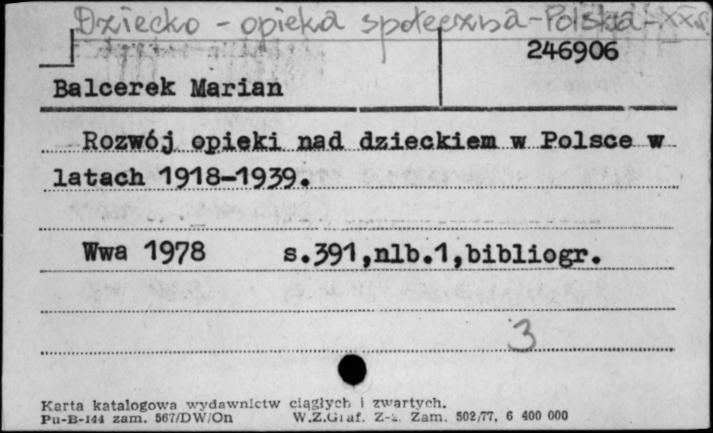 Dziecko - opieka społeczna - Polska - XX w.
246906
Balcerek Marian
Rozwój opieki nad dzieckiem w Polsce w
latach 1918-1939.
Wwa 1978 s.391,nlb.1,bibliogr.
3
Karta katalogowa wydawnictw ciągłych i zwartych.
Pu-B-144 zam. 567/DW/On W.Z.Graf. Z-2. Zam. 502/77, 6 400 000